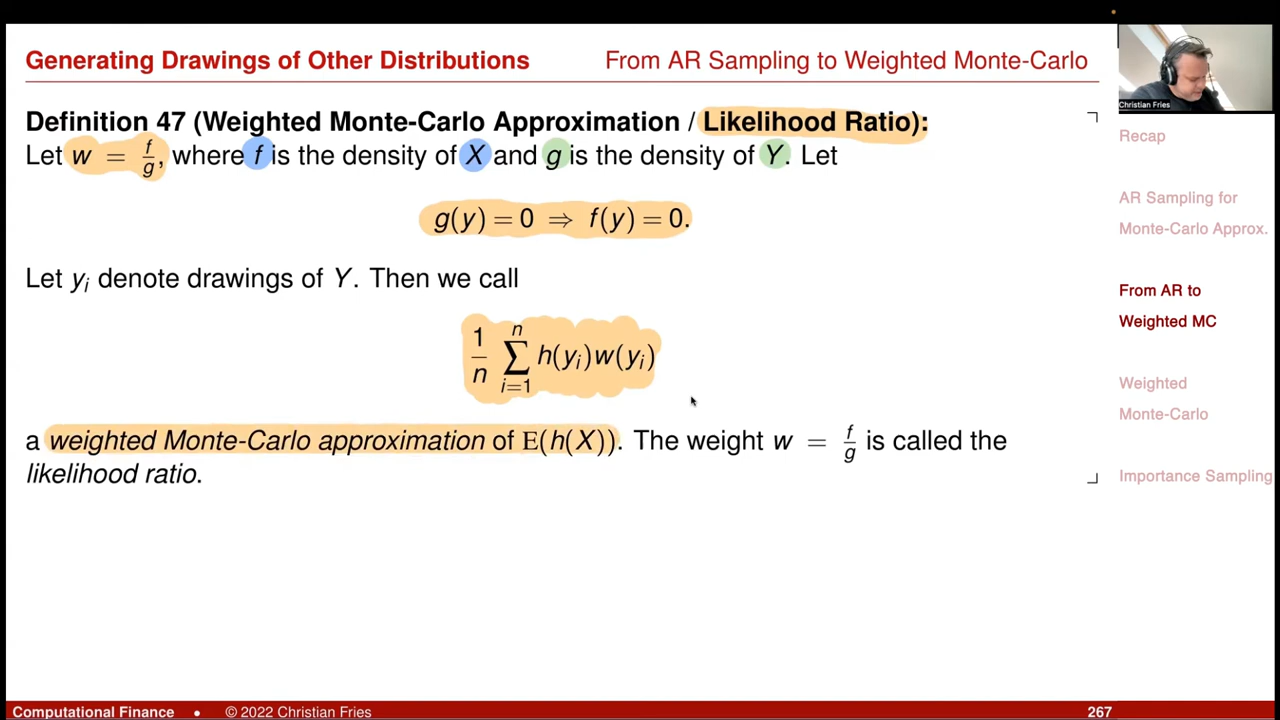 Generating Drawings of Other Distributions
From AR Sampling to Weighted Monte-Carlo
Definition 47 (Weighted Monte-Carlo Approximation / Likelihood Ratio):
Let w = f/g, where f is the density of X and g is the density of Y. Let
g(y) = 0 ⇒ f(y) = 0.
Let yᵢ denote drawings of Y. Then we call
1/n ∑ⁿᵢ₌₁ h(yᵢ)w(yᵢ)
a weighted Monte-Carlo approximation of E(h(X)). The weight w = f/g is called the
likelihood ratio.
Christian Fries
Recap
AR Sampling for
Monte-Carlo Approx.
From AR to
Weighted MC
Weighted
Monte-Carlo
Importance Sampling
Computational Finance • © 2022 Christian Fries
267